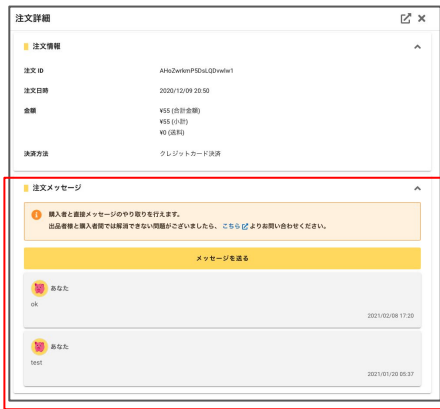 注文詳細
注文情報
注文 ID AHoZwrkmP5DsLQDvwlw1
注文日時 2020/12/09 20:50
金額 ¥55 (合計金額)
¥55 (小計)
¥0 (送料)
決済方法 クレジットカード決済
注文メッセージ
購入者と直接メッセージのやり取りを行えます。
出品者様と購入者間では解消できない問題がございましたら、こちら よりお問い合わせください。
メッセージを送る
あなた
ok
2021/02/08 17:20
あなた
test
2021/01/20 05:37